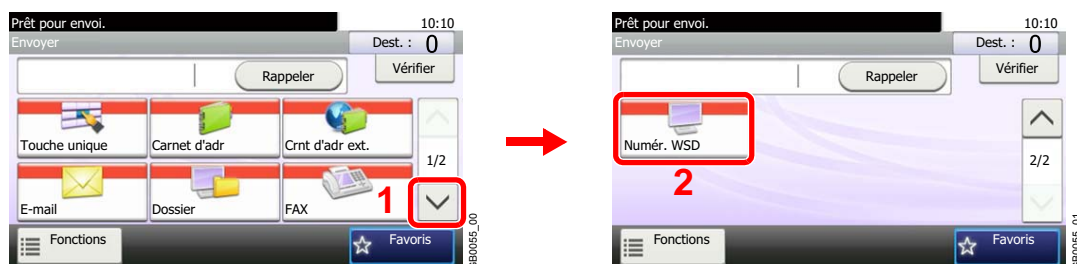 Prêt pour envoi. 10:10
Envoyer Dest. : 0
Rappeler Vérifier
Touche unique Carnet d'adr Crnt d'adr ext.
1/2
E-mail Dossier FAX 1
Fonctions Favoris
Prêt pour envoi. 10:10
Envoyer Dest. : 0
Rappeler Vérifier
Numér. WSD
2/2
2
Fonctions Favoris